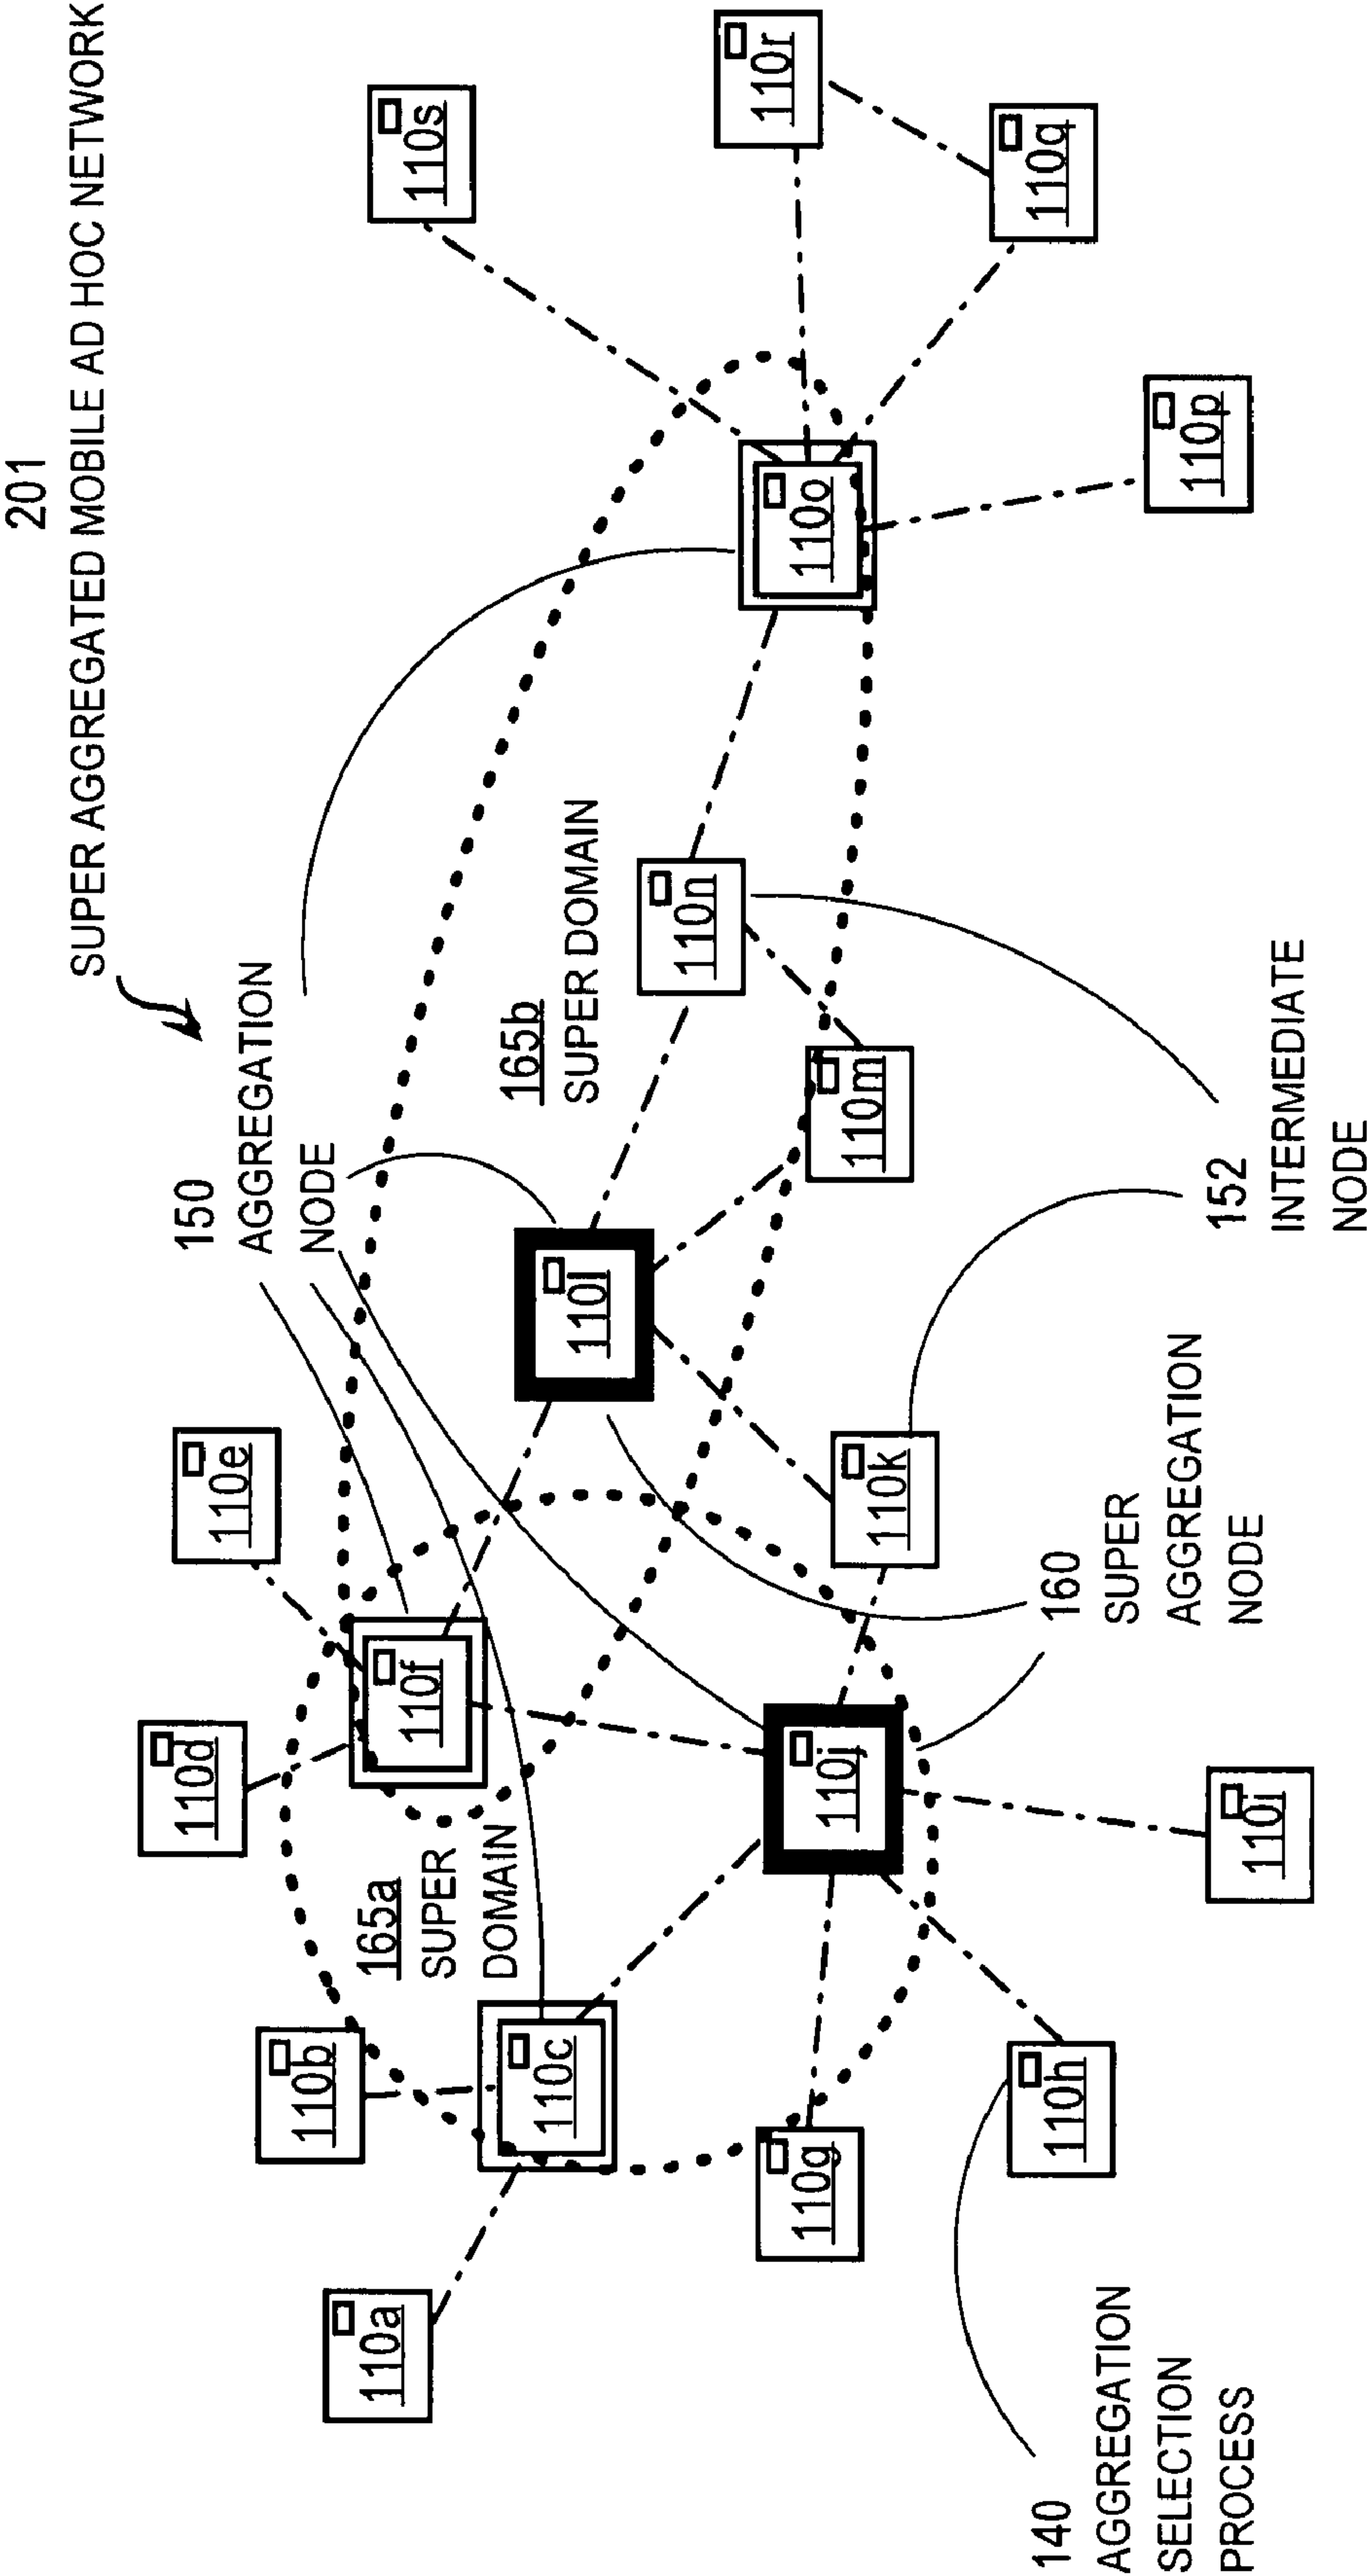 201
SUPER AGGREGATED MOBILE AD HOC NETWORK
150
AGGREGATION
NODE
110s
110r
110q
110p
110o
110n
165b
SUPER DOMAIN
110m
110l
110k
110e
110d
110f
165a
SUPER
DOMAIN
110b
110c
110a
110j
110g
110h
110i
152
INTERMEDIATE
NODE
160
SUPER
AGGREGATION
NODE
140
AGGREGATION
SELECTION
PROCESS